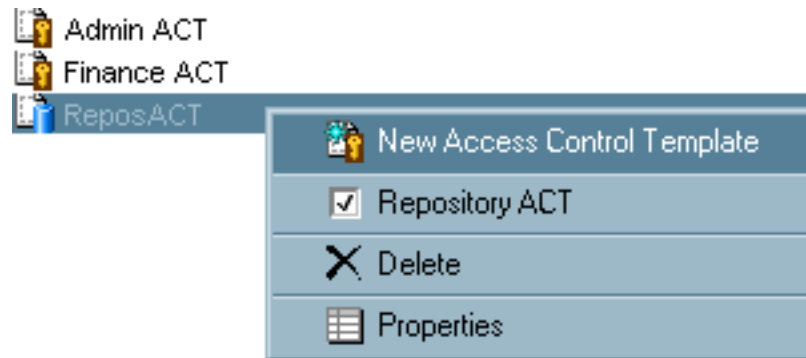 Admin ACT
Finance ACT
ReposACT
New Access Control Template
Repository ACT
Delete
Properties